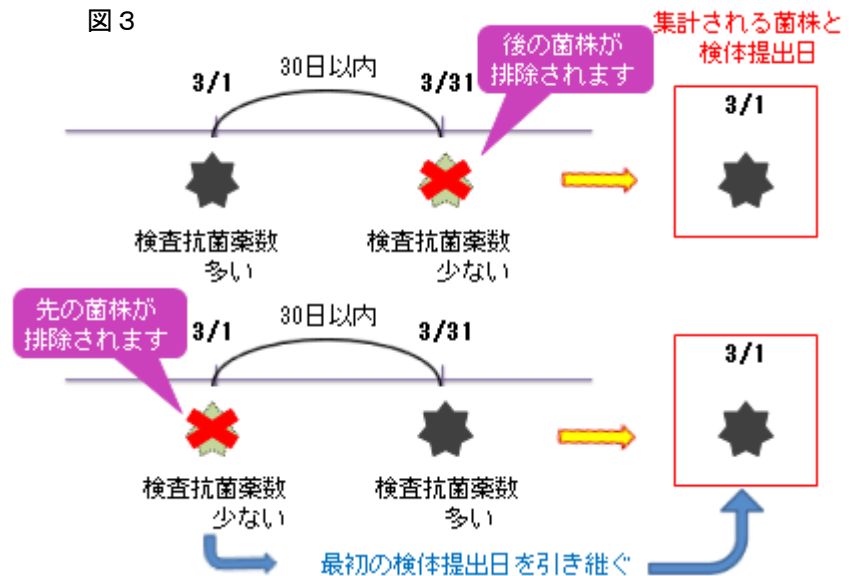 図３
集計される菌株と
検体提出日
後の菌株が
排除されます
30日以内
3/1
3/31
3/1
検査抗菌薬数
多い
検査抗菌薬数
少ない
先の菌株が
排除されます
30日以内
3/1
3/31
3/1
検査抗菌薬数
少ない
検査抗菌薬数
多い
最初の検体提出日を引き継ぐ